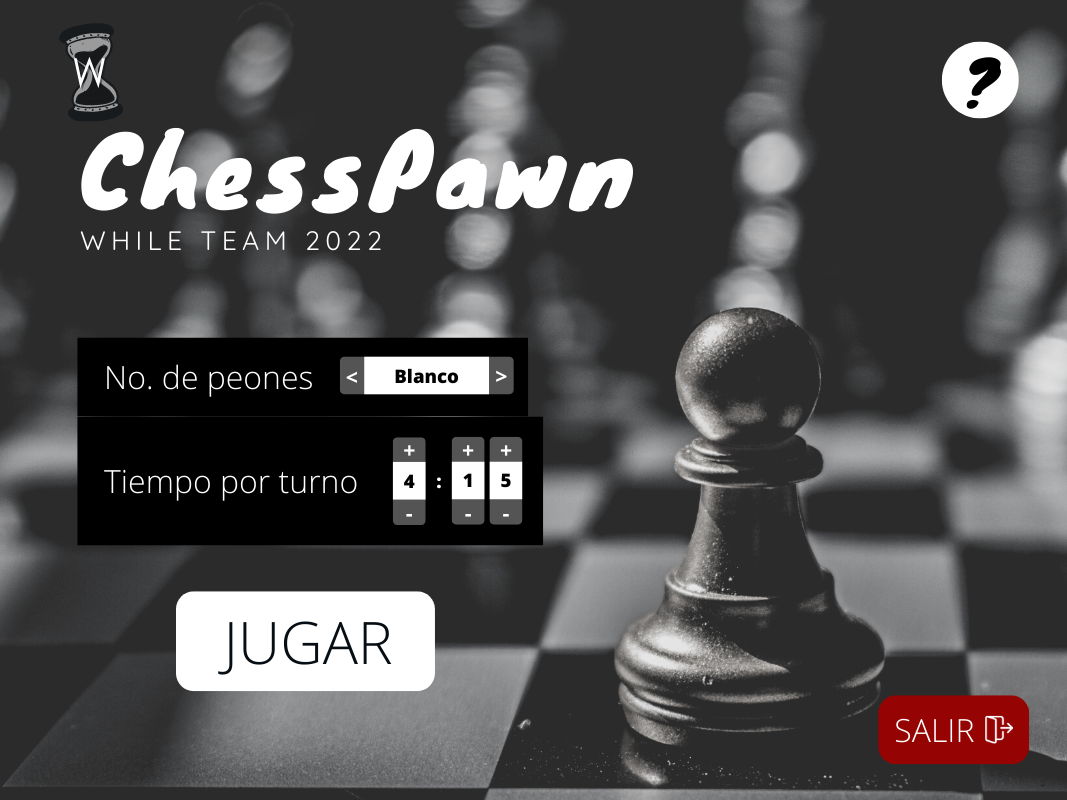 W
?
ChessPawn
WHILE TEAM 2022
No. de peones < Blanco >
+ + +
Tiempo por turno 4 : 1 5
- - -
JUGAR
SALIR